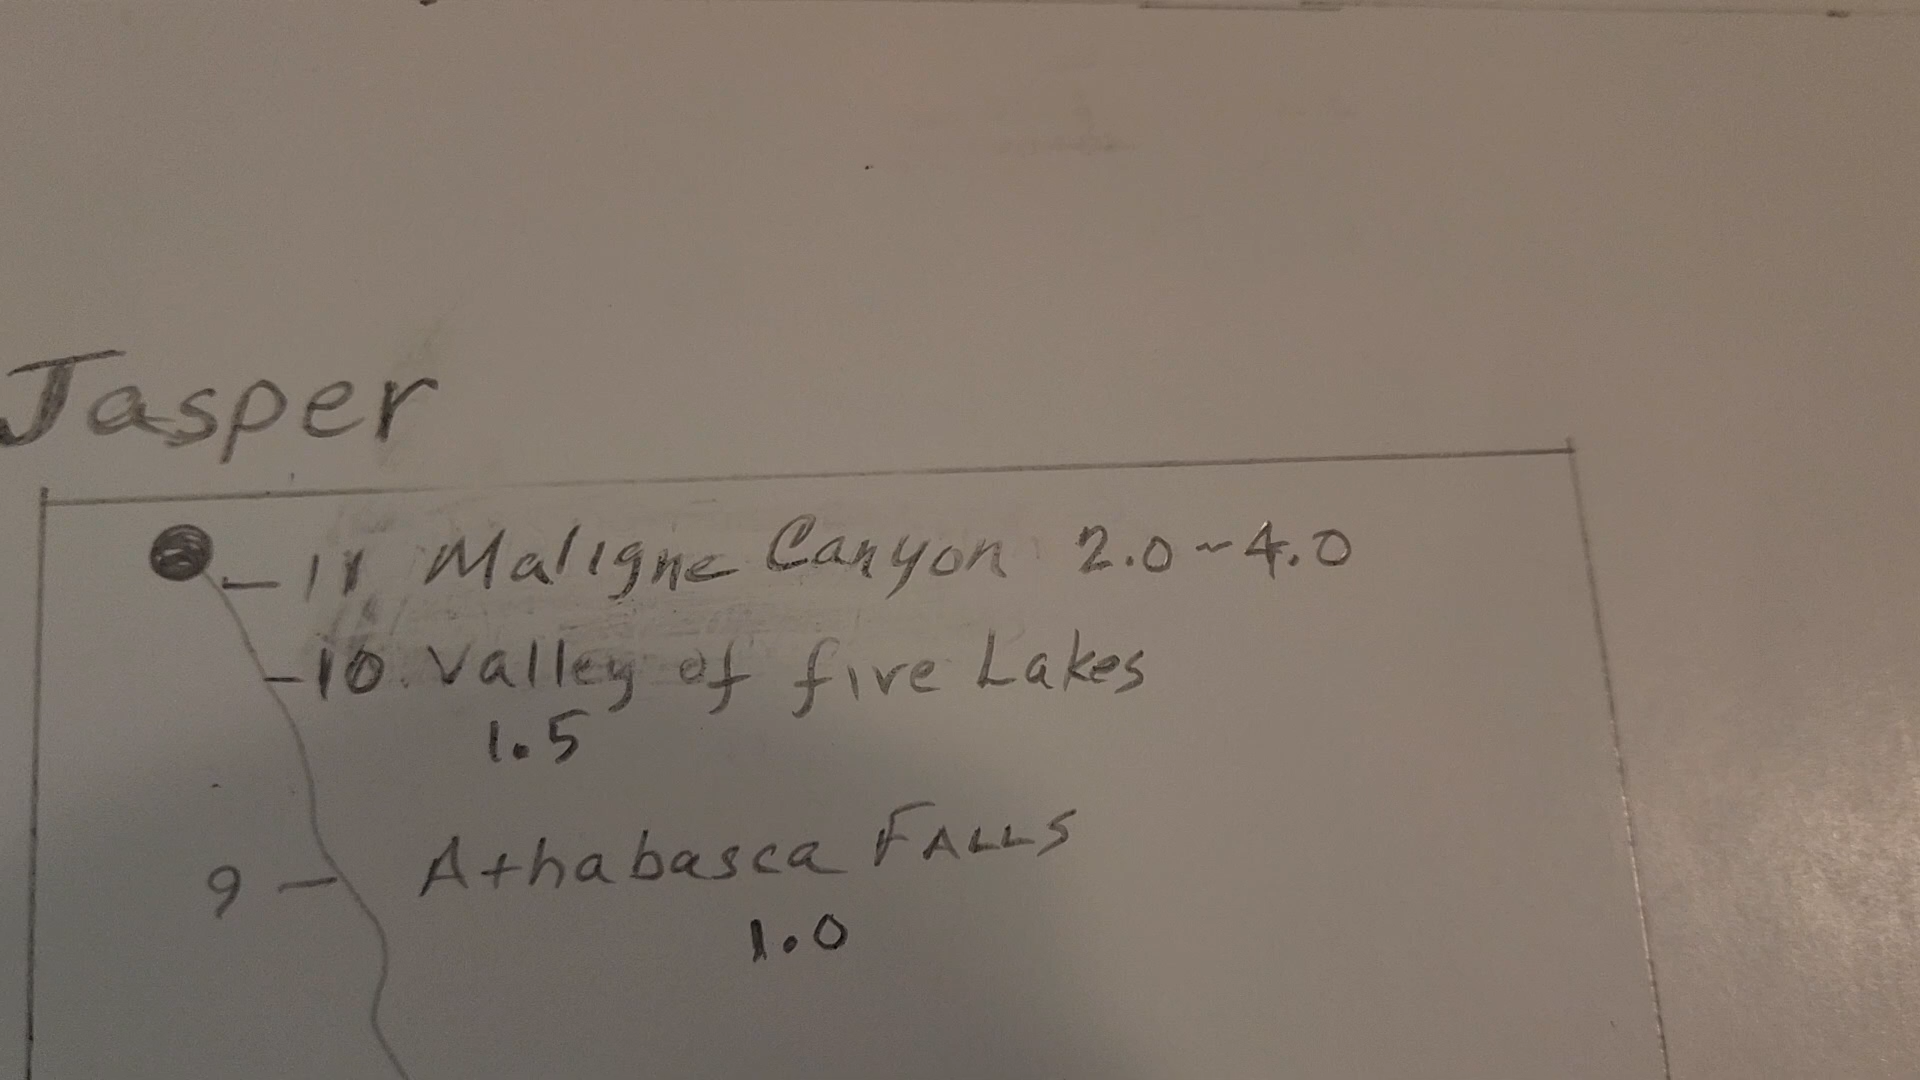 Jasper
-11 Maligne Canyon 2.0~4.0
-10. Valley of five Lakes
1.5
9 - Athabasca FALLS
1.0